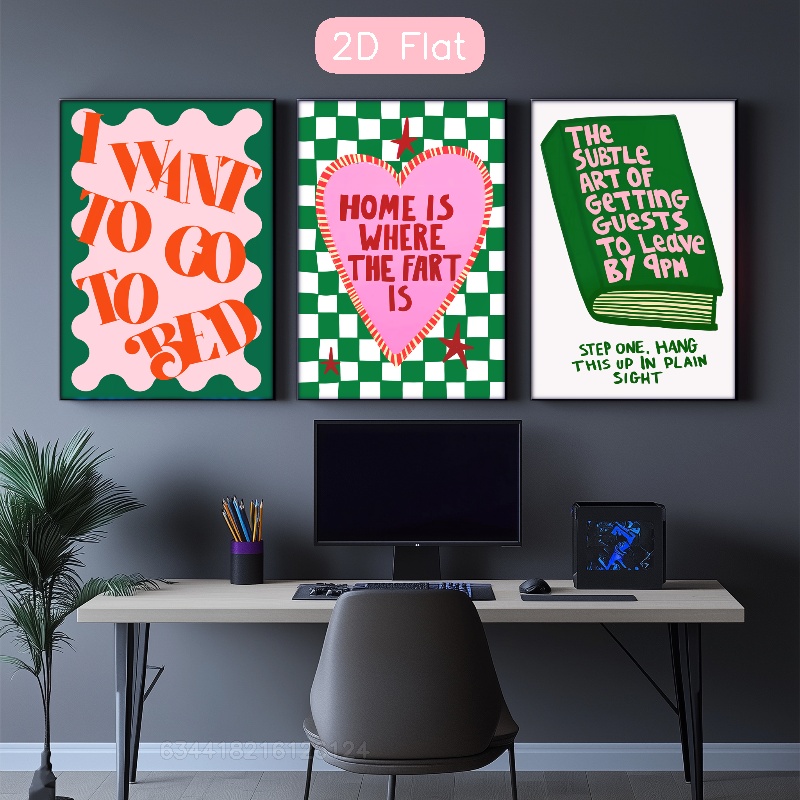 2D Flat
I
WANT
TO GO
TO
BED
HOME IS
WHERE
THE FART
IS
THE
SUBTLE
ART OF
GETTING
GUESTS
TO LEAVE
BY 9PM
STEP ONE, HANG
THIS UP IN PLAIN
SIGHT